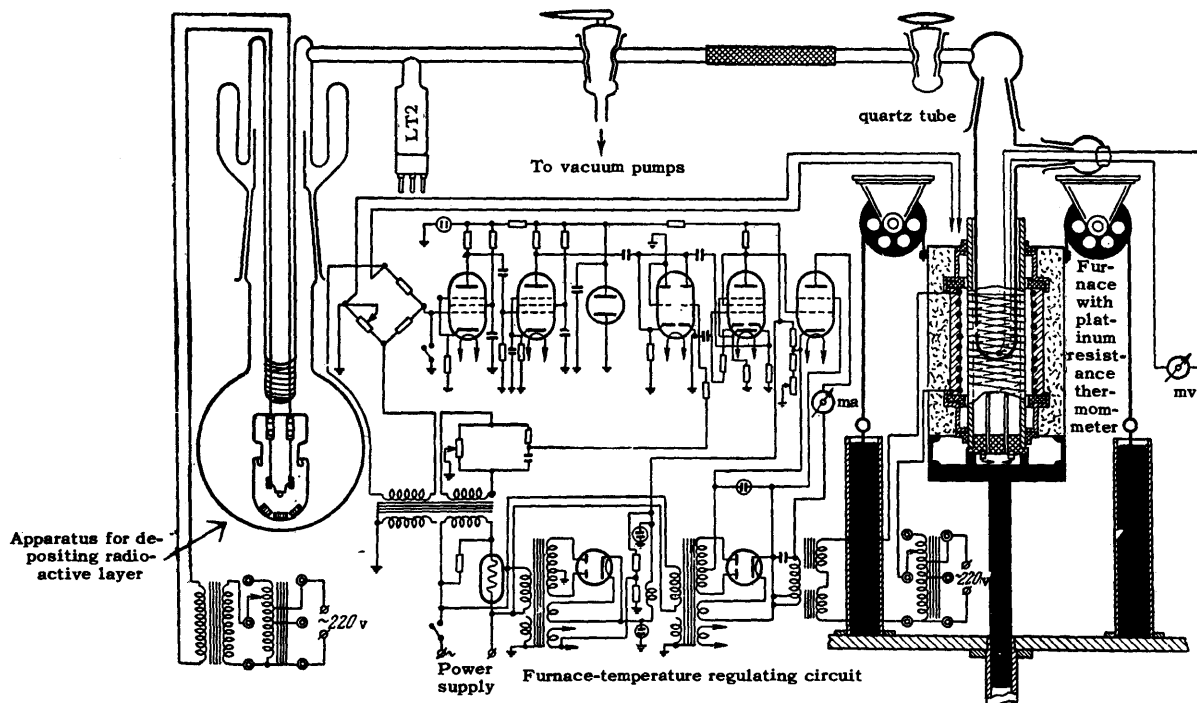 LT2
To vacuum pumps
quartz tube
Fur-
nace with
plat-
inum
resist-
ance ther-
mom-
meter
mv
ma
Apparatus for de-
positing radio-
active layer
~220 v
~220 v
~
Power
supply
Furnace-temperature regulating circuit